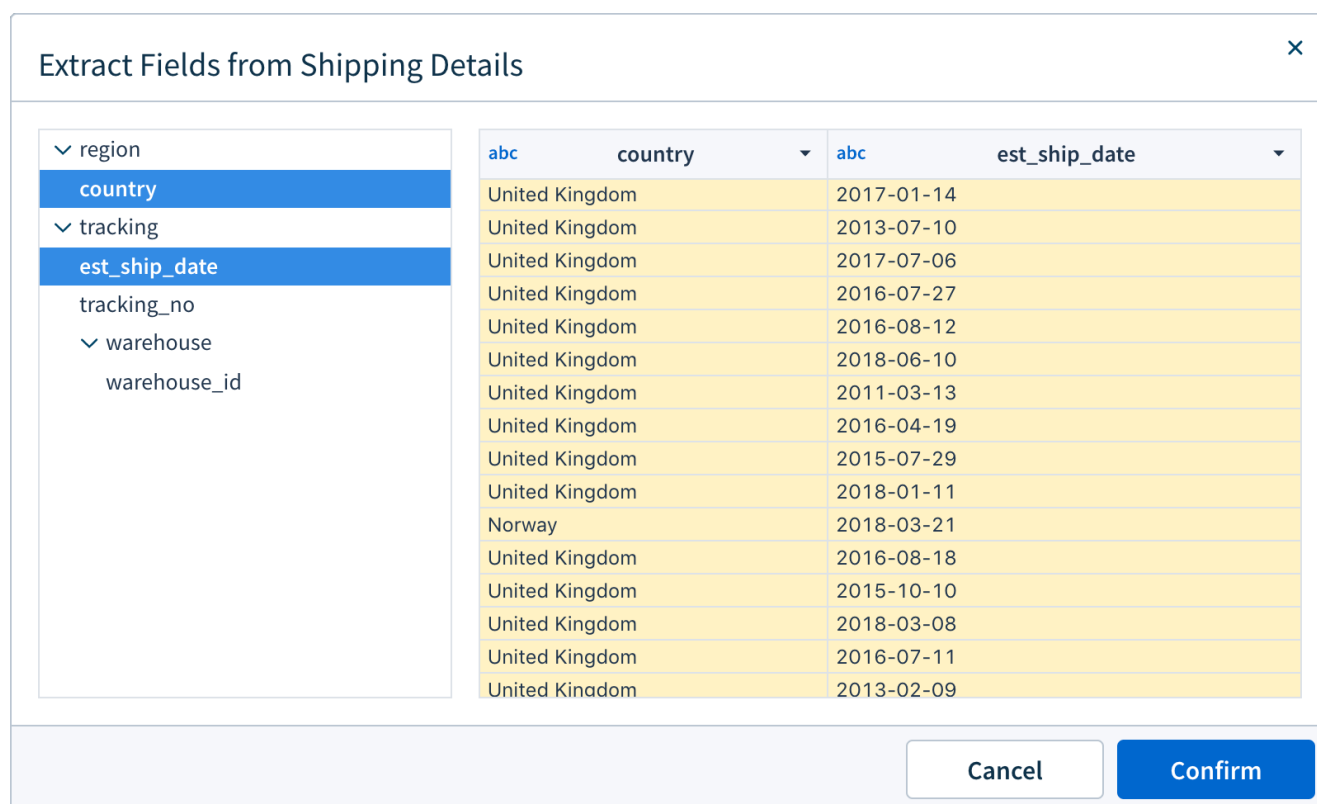 Extract Fields from Shipping Details
region
country
tracking
est_ship_date
tracking_no
warehouse
warehouse_id
abc country abc est_ship_date
United Kingdom 2017-01-14
United Kingdom 2013-07-10
United Kingdom 2017-07-06
United Kingdom 2016-07-27
United Kingdom 2016-08-12
United Kingdom 2018-06-10
United Kingdom 2011-03-13
United Kingdom 2016-04-19
United Kingdom 2015-07-29
United Kingdom 2018-01-11
Norway 2018-03-21
United Kingdom 2016-08-18
United Kingdom 2015-10-10
United Kingdom 2018-03-08
United Kingdom 2016-07-11
United Kingdom 2013-02-09
Cancel Confirm